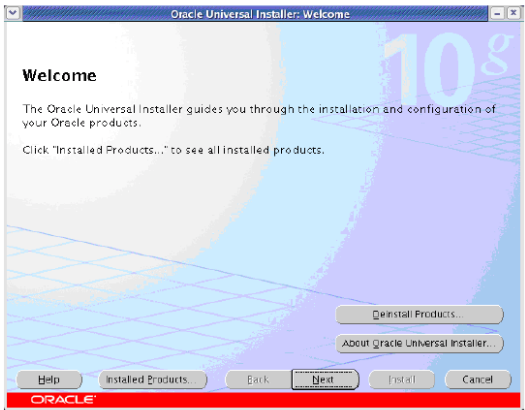 Oracle Universal Installer: Welcome
10g
Welcome
The Oracle Universal Installer guides you through the installation and configuration of
your Oracle products.
Click "Installed Products..." to see all installed products.
Deinstall Products...
About Oracle Universal Installer...
Help
Installed Products...
Back
Next
Install
Cancel
ORACLE